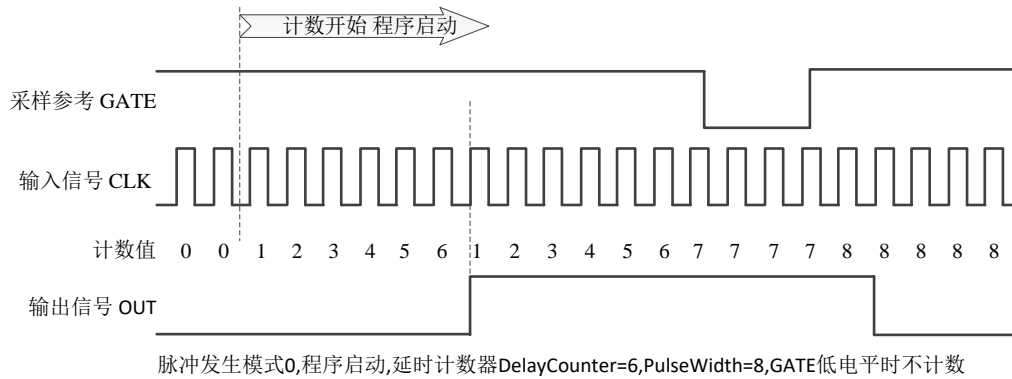 计数开始 程序启动
采样参考 GATE
输入信号 CLK
计数值 0 0 1 2 3 4 5 6 1 2 3 4 5 6 7 7 7 7 8 8 8 8 8
输出信号 OUT
脉冲发生模式0,程序启动,延时计数器DelayCounter=6,PulseWidth=8,GATE低电平时不计数